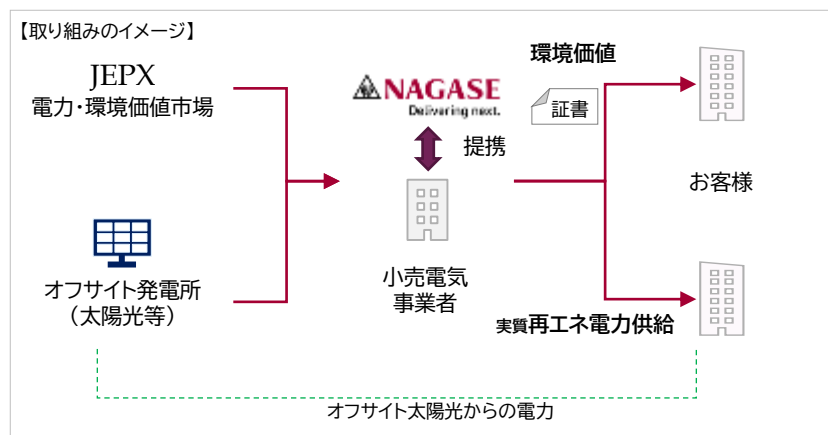 【取り組みのイメージ】
JEPX
電力・環境価値市場
NAGASE
Delivering next.
提携
環境価値
証書
お客様
オフサイト発電所
（太陽光等）
小売電気
事業者
実質再エネ電力供給
オフサイト太陽光からの電力